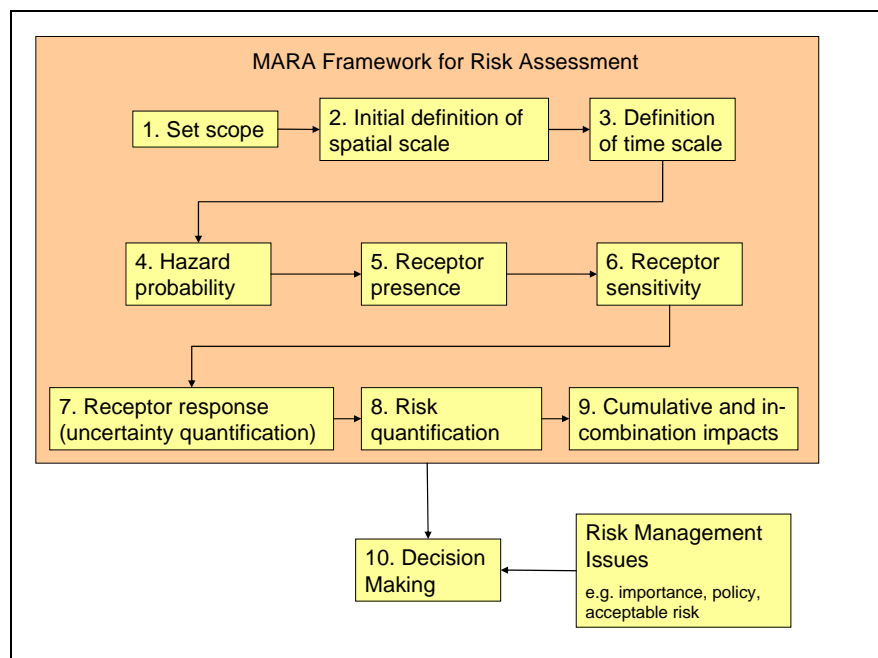 MARA Framework for Risk Assessment
1. Set scope
2. Initial definition of
spatial scale
3. Definition
of time scale
4. Hazard
probability
5. Receptor
presence
6. Receptor
sensitivity
7. Receptor response
(uncertainty quantification)
8. Risk
quantification
9. Cumulative and in-
combination impacts
10. Decision
Making
Risk Management
Issues
e.g. importance, policy,
acceptable risk